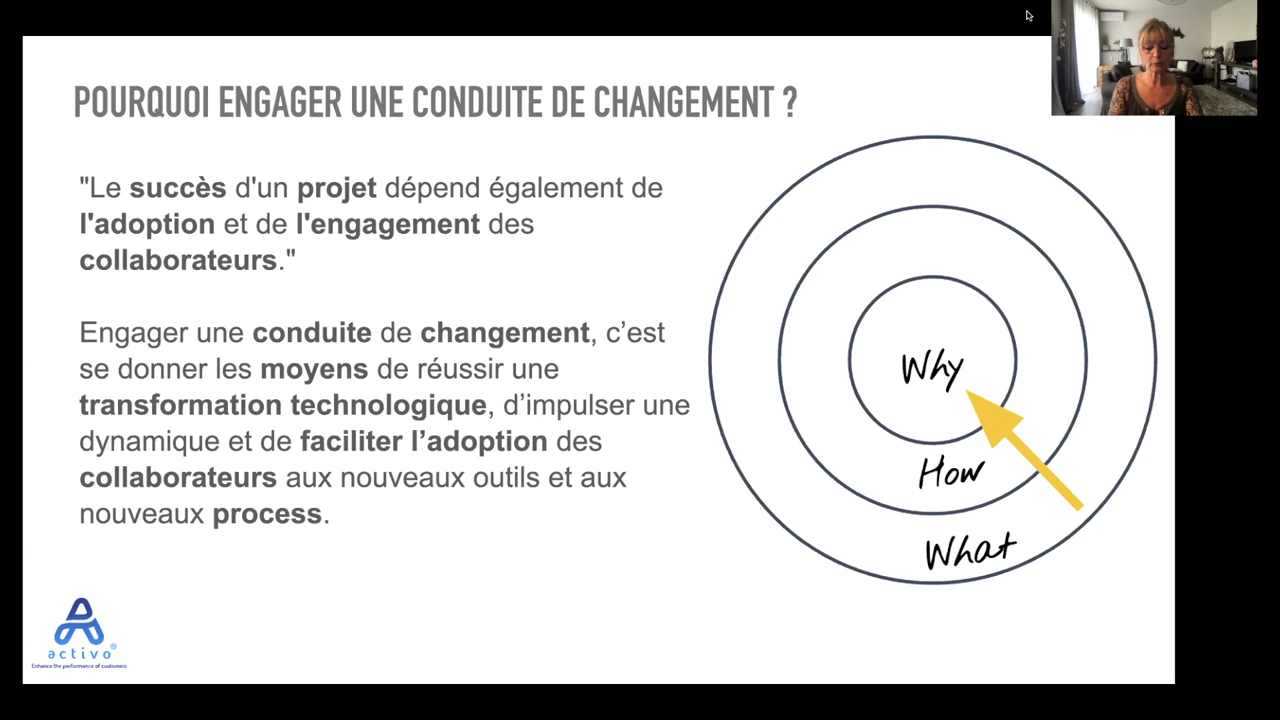 POURQUOI ENGAGER UNE CONDUITE DE CHANGEMENT ?
"Le succès d'un projet dépend également de
l'adoption et de l'engagement des
collaborateurs."
Engager une conduite de changement, c’est
se donner les moyens de réussir une
transformation technologique, d’impulser une
dynamique et de faciliter l’adoption des
collaborateurs aux nouveaux outils et aux
nouveaux process.
Why
How
What
activo®
Enhance the performance of customers